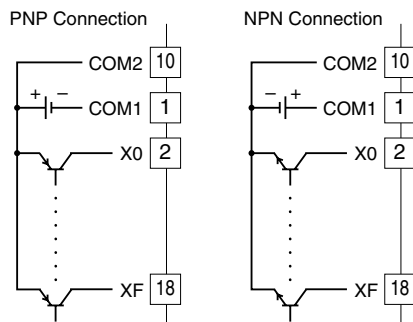 PNP Connection
COM2 10
+ − COM1 1
X0 2
XF 18
NPN Connection
COM2 10
− + COM1 1
X0 2
XF 18